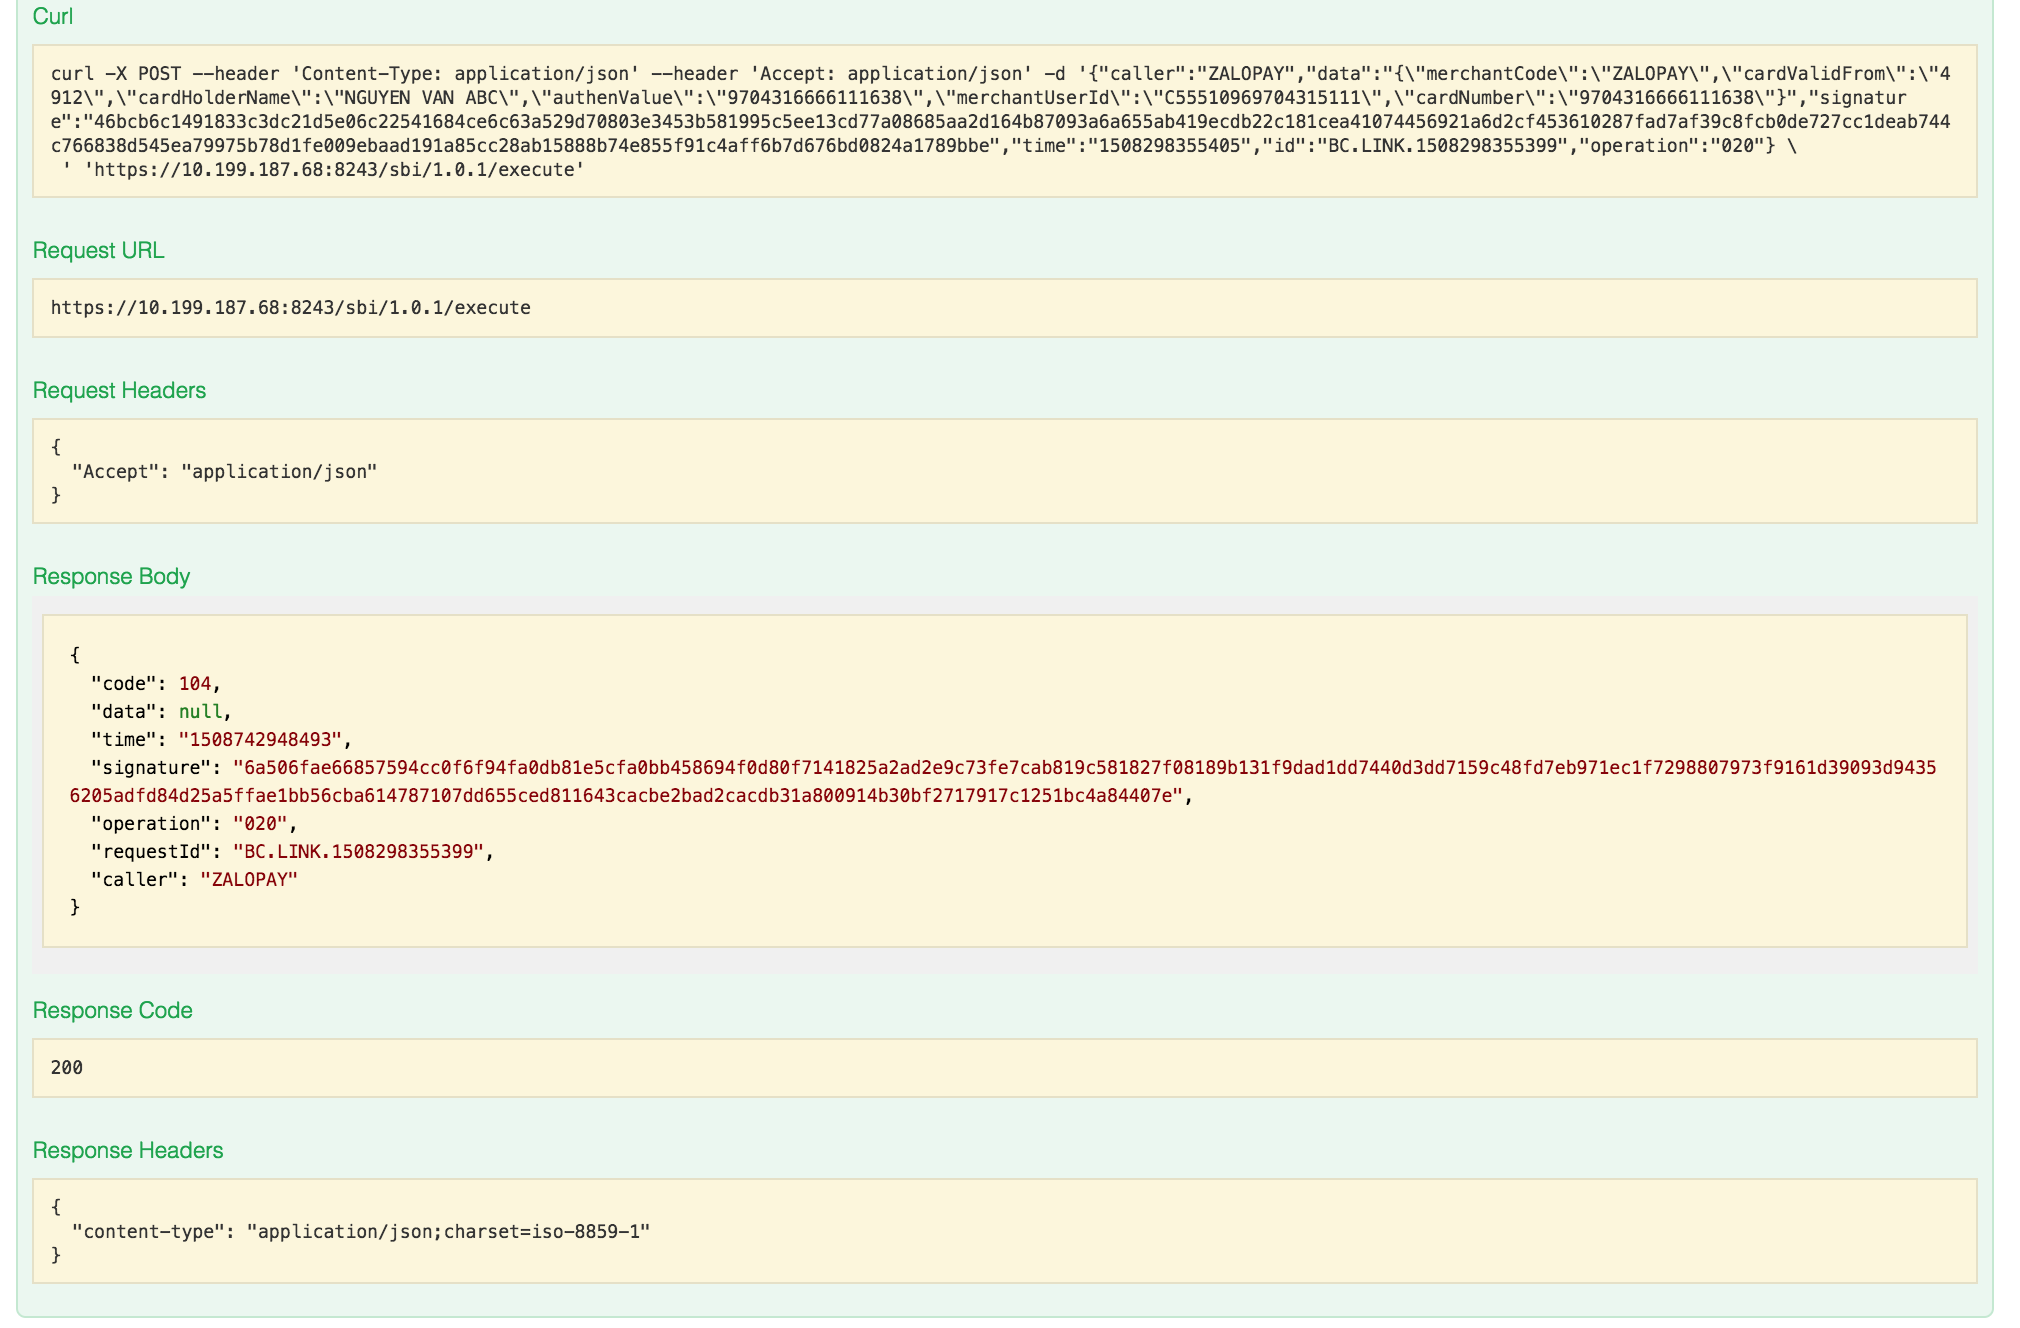 Curl
curl -X POST --header 'Content-Type: application/json' --header 'Accept: application/json' -d '{"caller":"ZALOPAY","data":"{\"merchantCode\":\"ZALOPAY\",\"cardValidFrom\":\"4
912\",\"cardHolderName\":\"NGUYEN VAN ABC\",\"authenValue\":\"9704316666111638\",\"merchantUserId\":\"C55510969704315111\",\"cardNumber\":\"9704316666111638\"}","signatur
e":"46bcb6c1491833c3dc21d5e06c22541684ce6c63a529d70803e3453b581995c5ee13cd77a08685aa2d164b87093a6a655ab419ecdb22c181cea41074456921a6d2cf453610287fad7af39c8fcb0de727cc1deab744
c766838d545ea79975b78d1fe009ebaad191a85cc28ab15888b74e855f91c4aff6b7d676bd0824a1789bbe","time":"1508298355405","id":"BC.LINK.1508298355399","operation":"020"} \
' 'https://10.199.187.68:8243/sbi/1.0.1/execute'
Request URL
https://10.199.187.68:8243/sbi/1.0.1/execute
Request Headers
{
"Accept": "application/json"
}
Response Body
{
"code": 104,
"data": null,
"time": "1508742948493",
"signature": "6a506fae66857594cc0f6f94fa0db81e5cfa0bb458694f0d80f7141825a2ad2e9c73fe7cab819c581827f08189b131f9dad1dd7440d3dd7159c48fd7eb971ec1f7298807973f9161d39093d9435
6205adfd84d25a5ffae1bb56cba614787107dd655ced811643cacbe2bad2cacdb31a800914b30bf2717917c1251bc4a84407e",
"operation": "020",
"requestId": "BC.LINK.1508298355399",
"caller": "ZALOPAY"
}
Response Code
200
Response Headers
{
"content-type": "application/json;charset=iso-8859-1"
}